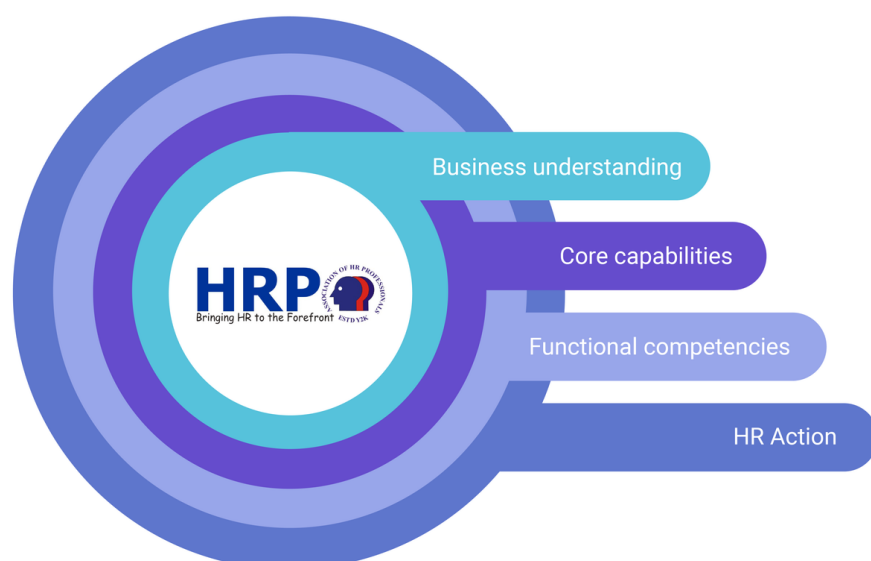 Business understanding
Core capabilities
HRP
ASSOCIATION OF HR PROFESSIONALS
ESTD Y2K
Bringing HR to the Forefront
Functional competencies
HR Action